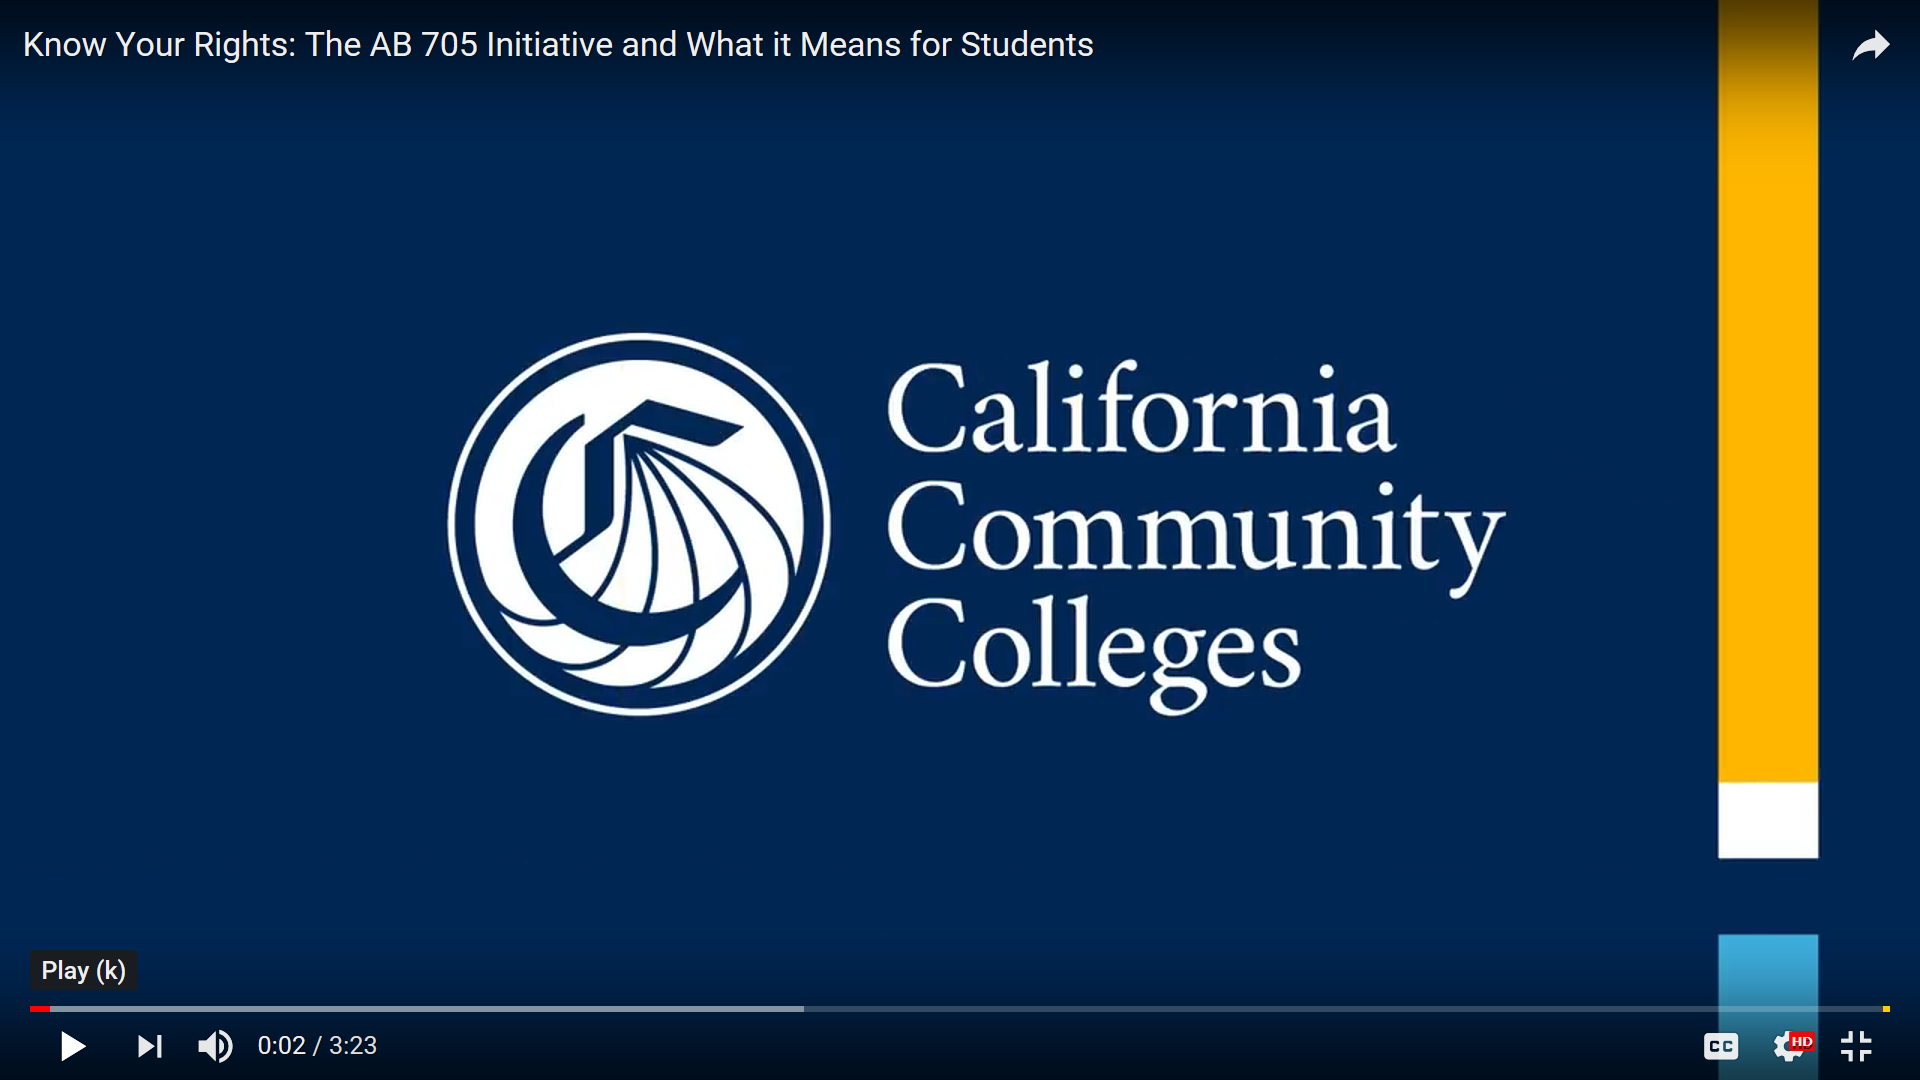 Know Your Rights: The AB 705 Initiative and What it Means for Students
California
Community
Colleges
Play (k)
0:02 / 3:23
CC
HD